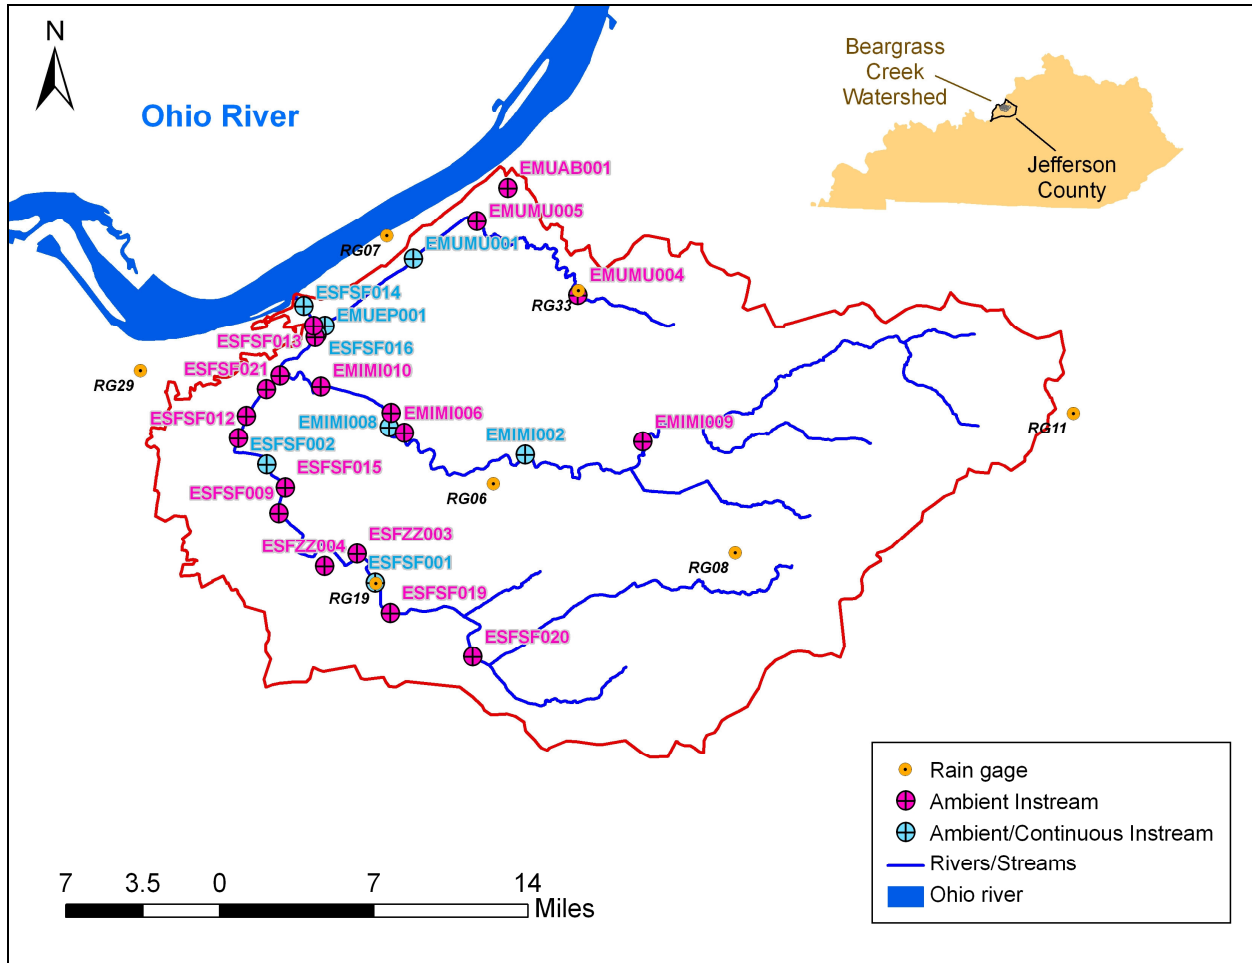 N
Ohio River
Beargrass
Creek
Watershed
Jefferson
County
EMUAB001
EMUMU005
RG07
EMUMU001
EMUMU004
RG33
ESFSF014
EMUEP001
ESFSF013
ESFSF016
ESFSF021
EMIMI010
RG29
ESFSF012
EMIMI008
EMIMI006
EMIMI002
EMIMI009
RG11
ESFSF002
ESFSF015
RG06
ESFSF009
ESFZZ003
ESFZZ004
ESFSF001
RG08
RG19
ESFSF019
ESFSF020
Rain gage
Ambient Instream
Ambient/Continuous Instream
Rivers/Streams
Ohio river
7 3.5 0 7 14
Miles